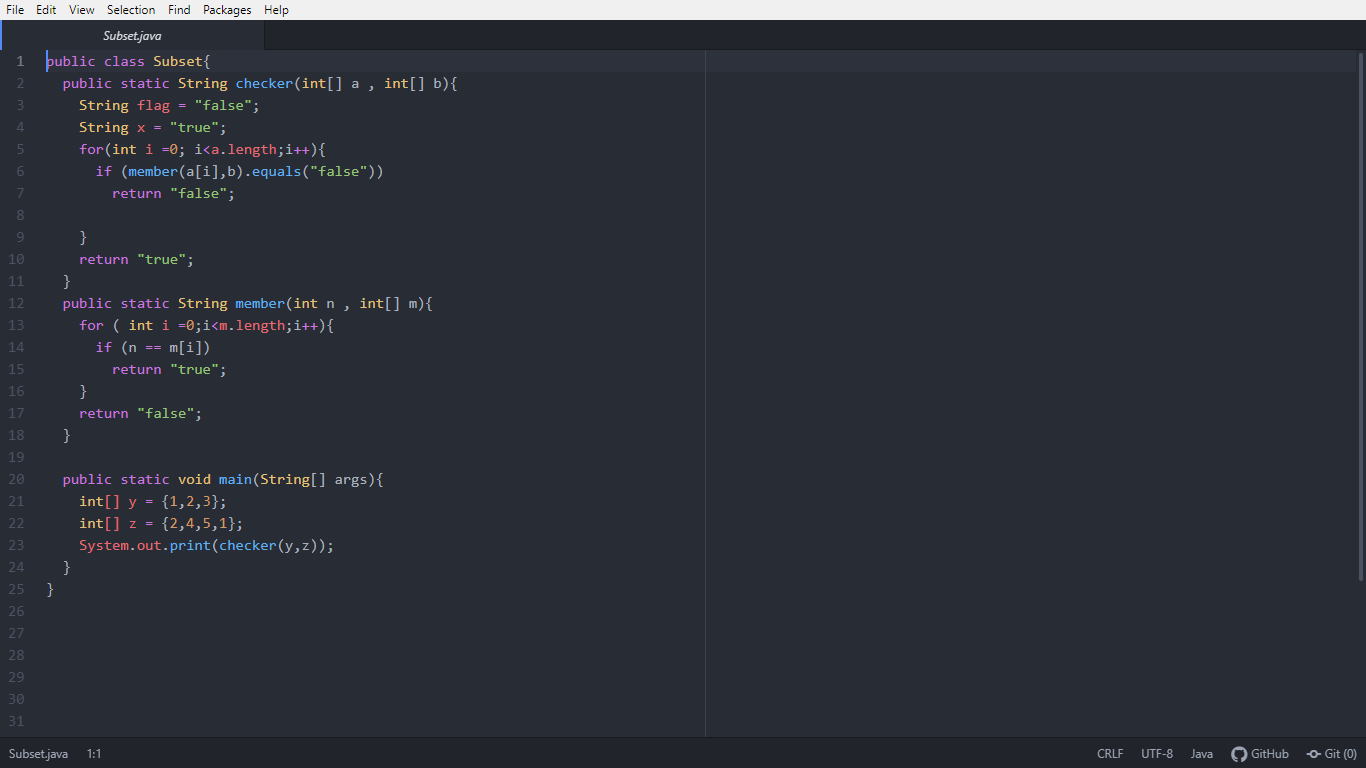 File Edit View Selection Find Packages Help
Subset.java
1 public class Subset{
2   public static String checker(int[] a , int[] b){
3     String flag = "false";
4     String x = "true";
5     for(int i =0; i<a.length;i++){
6       if (member(a[i],b).equals("false"))
7         return "false";
8
9     }
10     return "true";
11   }
12   public static String member(int n , int[] m){
13     for ( int i =0;i<m.length;i++){
14       if (n == m[i])
15         return "true";
16     }
17     return "false";
18   }
19
20   public static void main(String[] args){
21     int[] y = {1,2,3};
22     int[] z = {2,4,5,1};
23     System.out.print(checker(y,z));
24   }
25 }
26
27
28
29
30
31
Subset.java 1:1 CRLF UTF-8 Java GitHub Git (0)